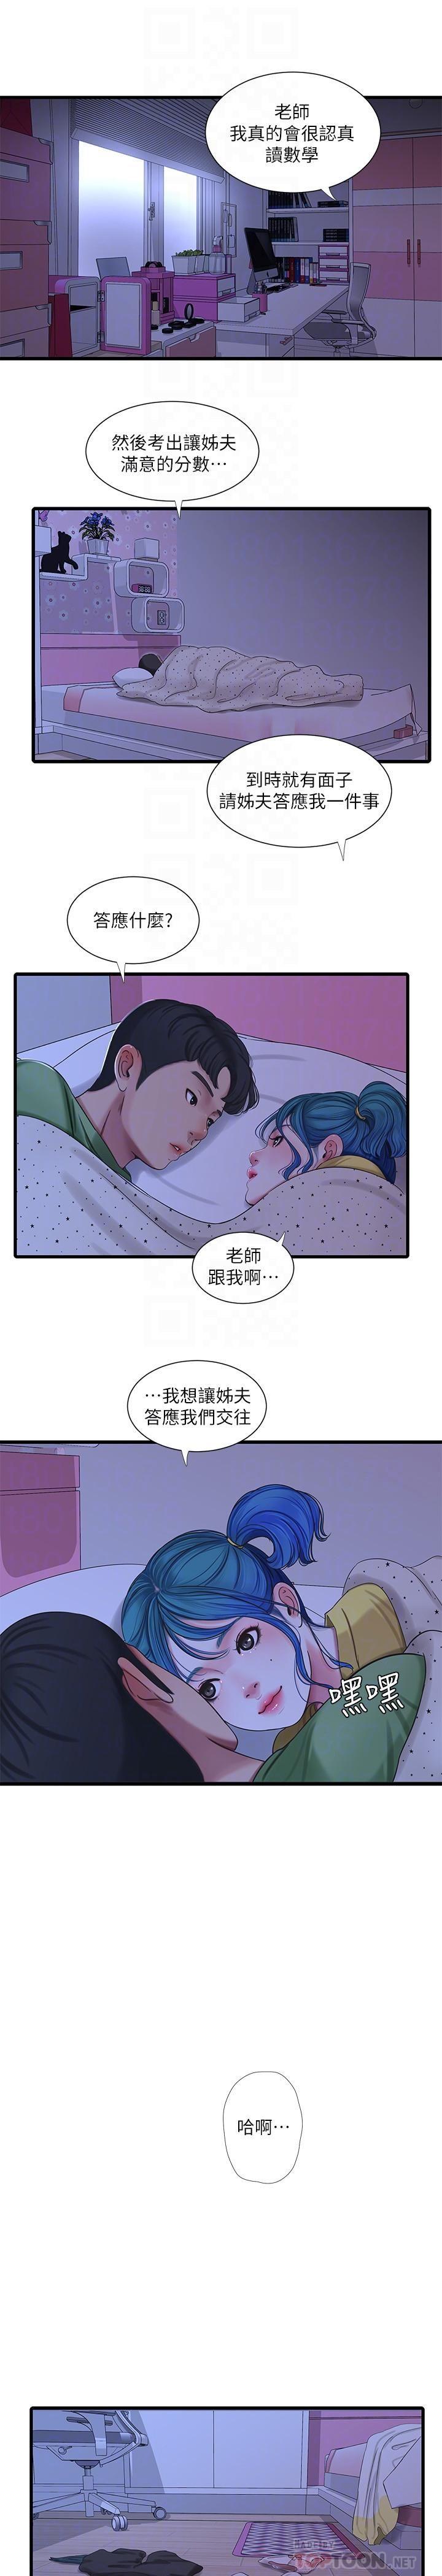 老師
我真的會很認真
讀數學
然後考出讓姊夫
滿意的分數…
到時就有面子
請姊夫答應我一件事
答應什麼?
老師
跟我啊…
…我想讓姊夫
答應我們交往
嘿嘿
哈啊…
TOPTOON.NET